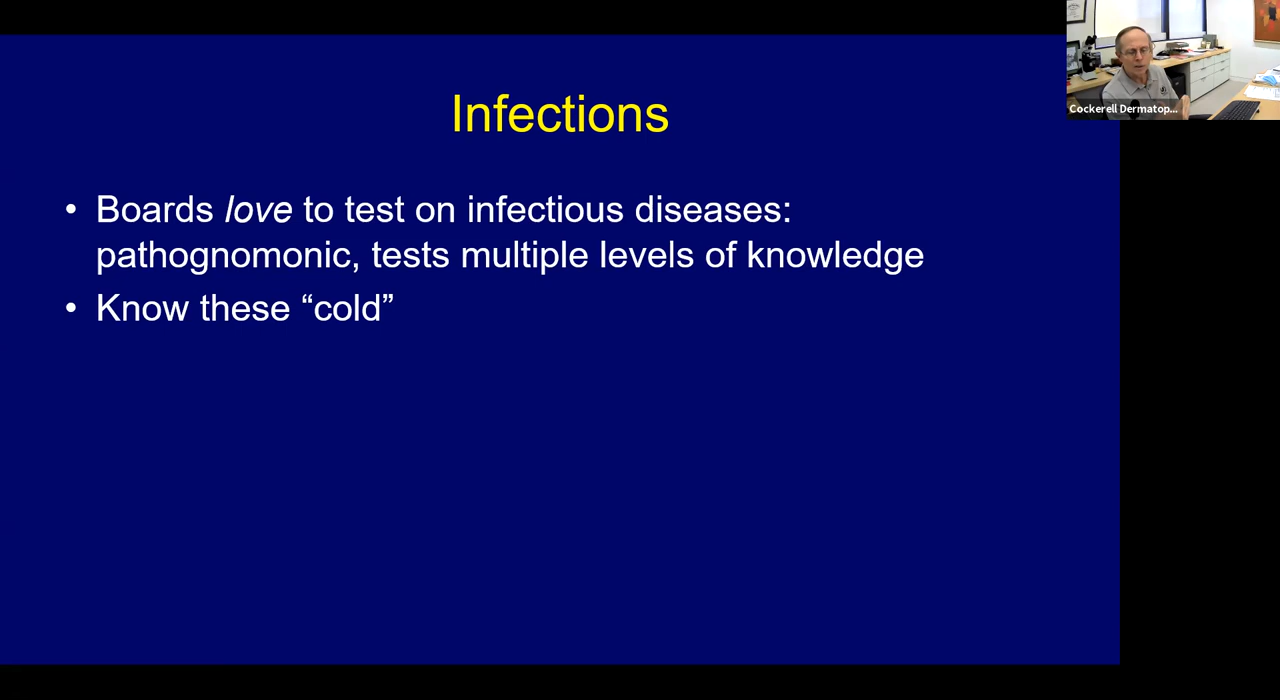 Infections
• Boards love to test on infectious diseases:
pathognomonic, tests multiple levels of knowledge
• Know these “cold”
Cockerell Dermatop...